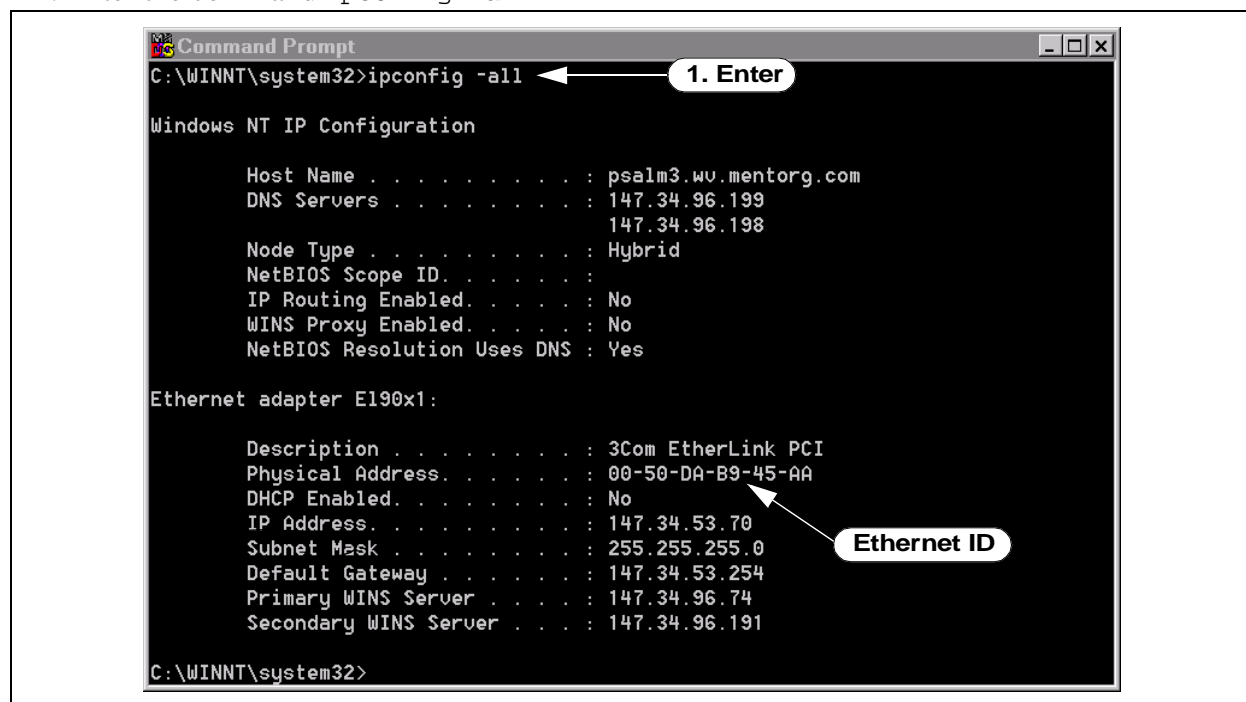 Command Prompt
C:\WINNT\system32>ipconfig -all
1. Enter
Windows NT IP Configuration
Host Name . . . . . . . . . : psalm3.wv.mentorg.com
DNS Servers . . . . . . . . : 147.34.96.199
147.34.96.198
Node Type . . . . . . . . . : Hybrid
NetBIOS Scope ID. . . . . . :
IP Routing Enabled. . . . . : No
WINS Proxy Enabled. . . . . : No
NetBIOS Resolution Uses DNS : Yes
Ethernet adapter El90x1:
Description . . . . . . . . : 3Com EtherLink PCI
Physical Address. . . . . . : 00-50-DA-B9-45-AA
DHCP Enabled. . . . . . . . : No
IP Address. . . . . . . . . : 147.34.53.70
Subnet Mask . . . . . . . . : 255.255.255.0
Ethernet ID
Default Gateway . . . . . . : 147.34.53.254
Primary WINS Server . . . . : 147.34.96.74
Secondary WINS Server . . . : 147.34.96.191
C:\WINNT\system32>